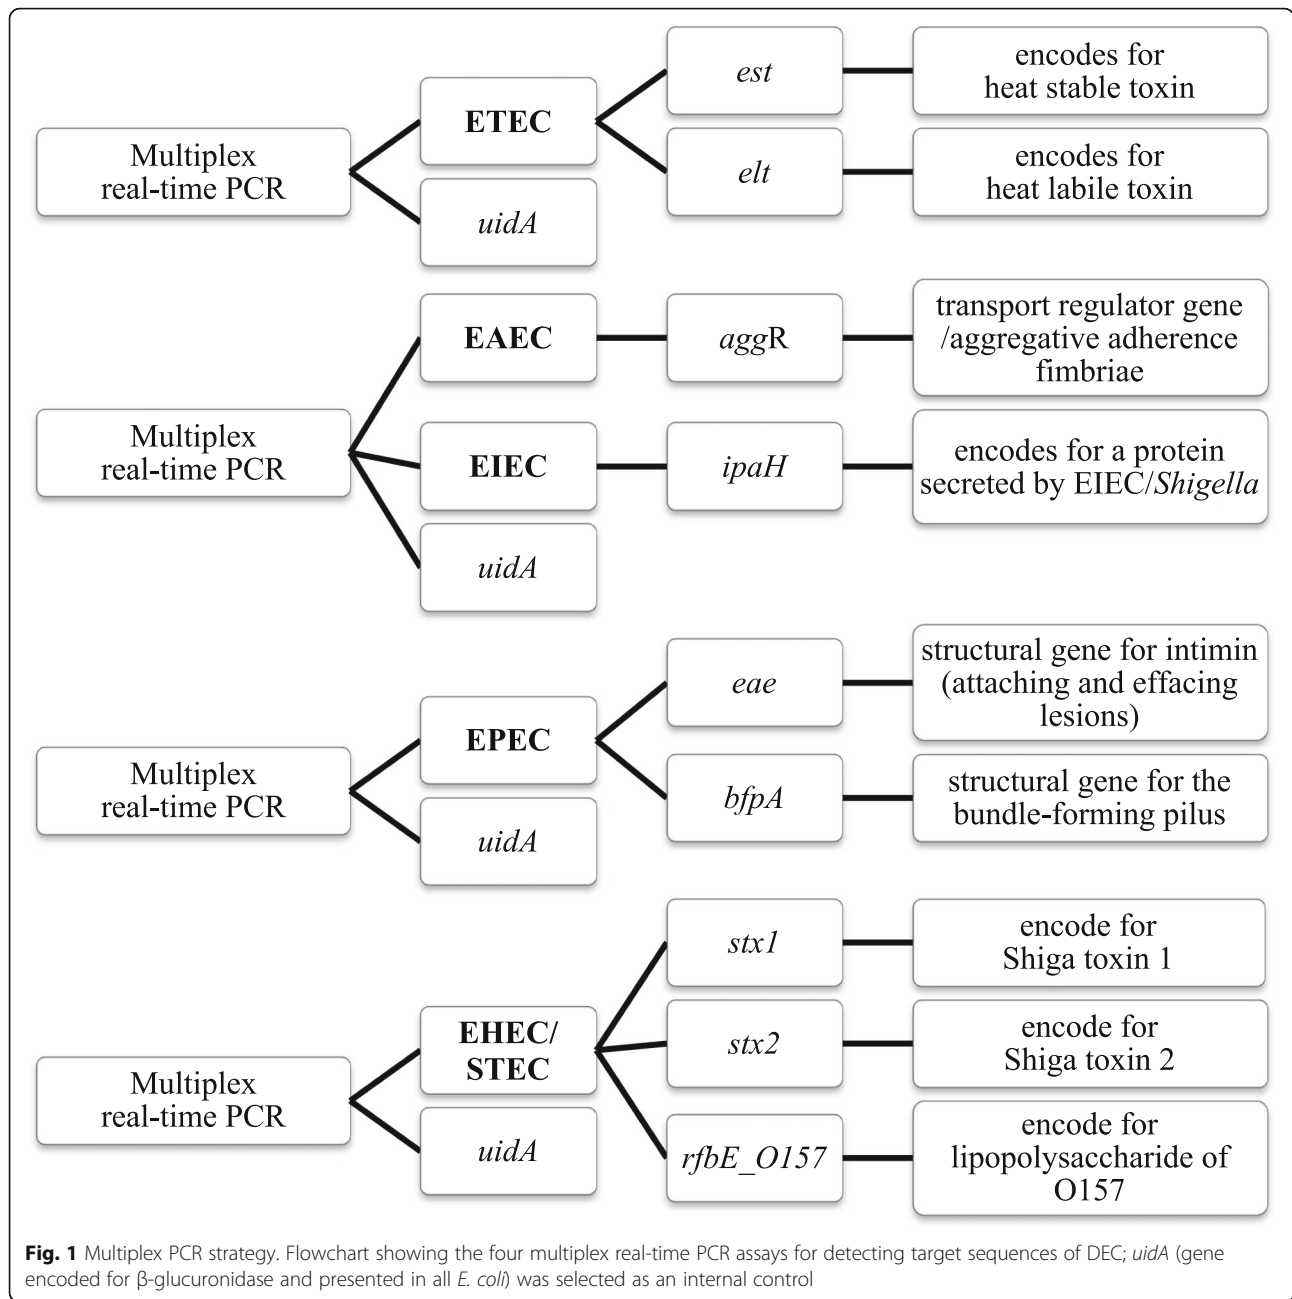 Multiplex
real-time PCR
ETEC
uidA
est
encodes for
heat stable toxin
elt
encodes for
heat labile toxin
Multiplex
real-time PCR
EAEC
aggR
transport regulator gene
/aggregative adherence
fimbriae
EIEC
ipaH
encodes for a protein
secreted by EIEC/Shigella
uidA
Multiplex
real-time PCR
EPEC
uidA
eae
structural gene for intimin
(attaching and effacing
lesions)
bfpA
structural gene for the
bundle-forming pilus
Multiplex
real-time PCR
EHEC/
STEC
uidA
stx1
encode for
Shiga toxin 1
stx2
encode for
Shiga toxin 2
rfbE_O157
encode for
lipopolysaccharide of
O157
Fig. 1 Multiplex PCR strategy. Flowchart showing the four multiplex real-time PCR assays for detecting target sequences of DEC; uidA (gene
encoded for β-glucuronidase and presented in all E. coli) was selected as an internal control